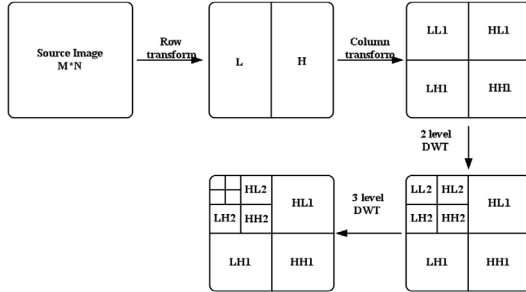 Source Image
M*N
Row
transform
L
H
Column
transform
LL1
HL1
LH1
HH1
2 level
DWT
LL2
HL2
HL1
LH2
HH2
LH1
HH1
3 level
DWT
HL2
HL1
LH2
HH2
LH1
HH1